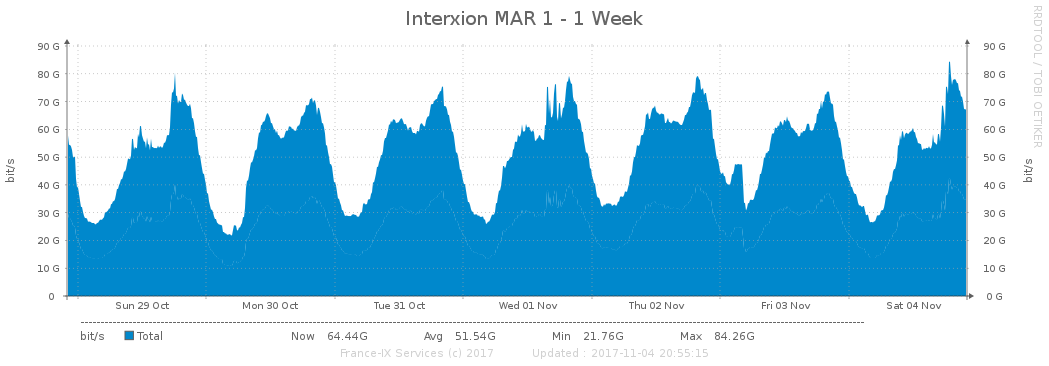 Interxion MAR 1 - 1 Week
RRDTOOL / TOBI OETIKER
90 G 90 G
80 G 80 G
70 G 70 G
60 G 60 G
50 G 50 G
40 G 40 G
30 G 30 G
20 G 20 G
10 G 10 G
0 0 G
bit/s bit/s
Sun 29 Oct Mon 30 Oct Tue 31 Oct Wed 01 Nov Thu 02 Nov Fri 03 Nov Sat 04 Nov
bit/s Total Now 64.44G Avg 51.54G Min 21.76G Max 84.26G
France-IX Services (c) 2017 Updated : 2017-11-04 20:55:15